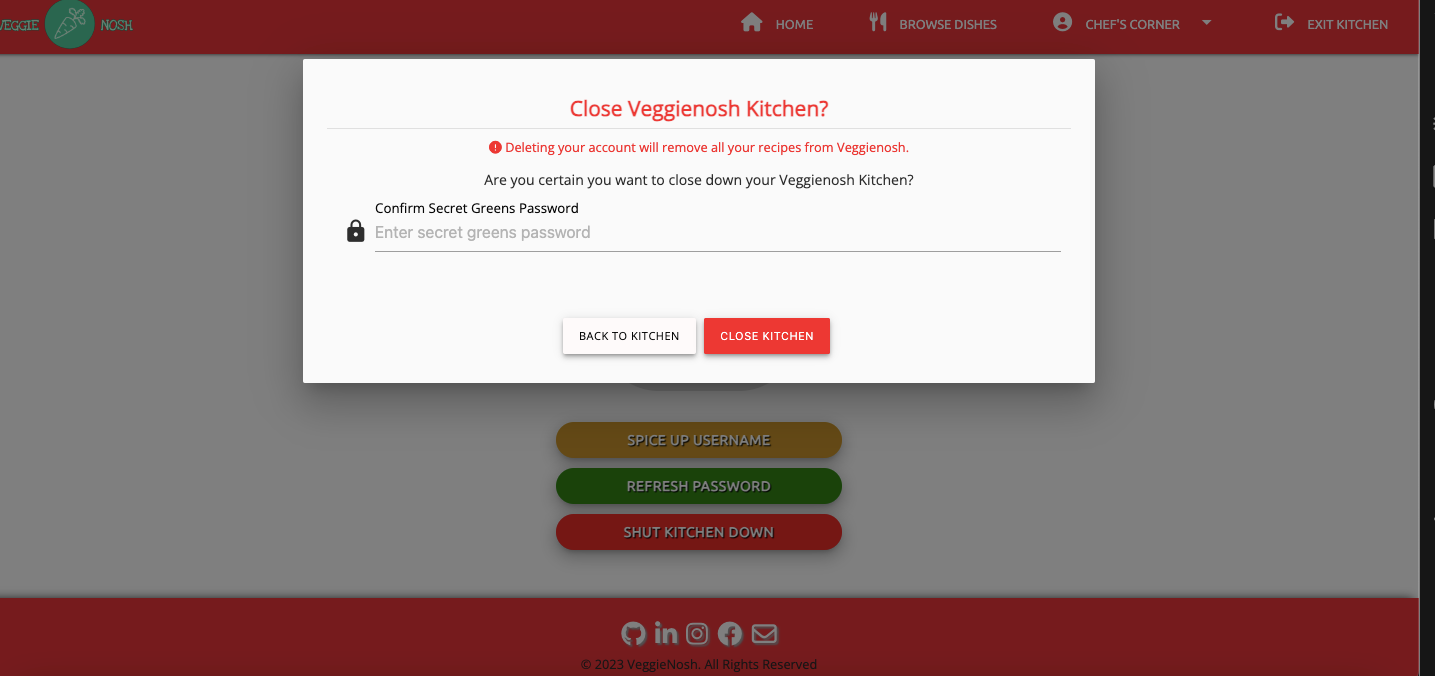 VEGGIE NOSH
HOME
BROWSE DISHES
CHEF'S CORNER
EXIT KITCHEN
Close Veggienosh Kitchen?
Deleting your account will remove all your recipes from Veggienosh.
Are you certain you want to close down your Veggienosh Kitchen?
Confirm Secret Greens Password
Enter secret greens password
BACK TO KITCHEN
CLOSE KITCHEN
SPICE UP USERNAME
REFRESH PASSWORD
SHUT KITCHEN DOWN
© 2023 VeggieNosh. All Rights Reserved